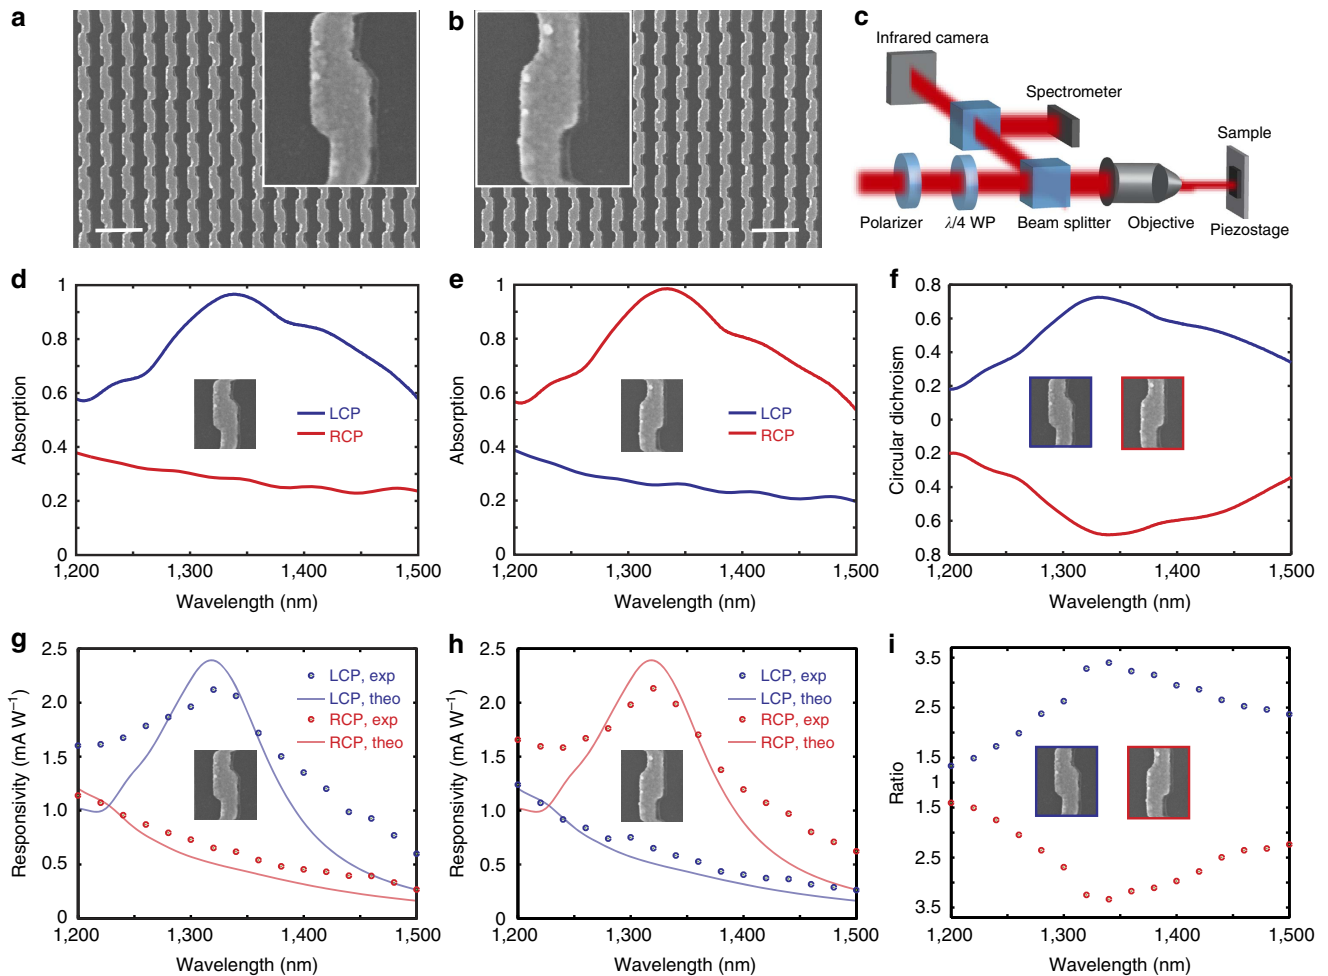 a
b
c
Infrared camera
Spectrometer
Sample
Polarizer
λ/4 WP
Beam splitter
Objective
Piezostage
d
1
0.8
0.6
0.4
0.2
0
Absorption
LCP
RCP
1,200
1,300
1,400
1,500
Wavelength (nm)
e
1
0.8
0.6
0.4
0.2
0
Absorption
LCP
RCP
1,200
1,300
1,400
1,500
Wavelength (nm)
f
0.8
0.6
0.4
0.2
0
0.2
0.4
0.6
0.8
Circular dichroism
1,200
1,300
1,400
1,500
Wavelength (nm)
g
2.5
2.0
1.5
1.0
0.5
0
Responsivity (mA W⁻¹)
LCP, exp
LCP, theo
RCP, exp
RCP, theo
1,200
1,300
1,400
1,500
Wavelength (nm)
h
2.5
2.0
1.5
1.0
0.5
0
Responsivity (mA W⁻¹)
LCP, exp
LCP, theo
RCP, exp
RCP, theo
1,200
1,300
1,400
1,500
Wavelength (nm)
i
3.5
2.5
1.5
1
1.5
2.5
3.5
Ratio
1,200
1,300
1,400
1,500
Wavelength (nm)